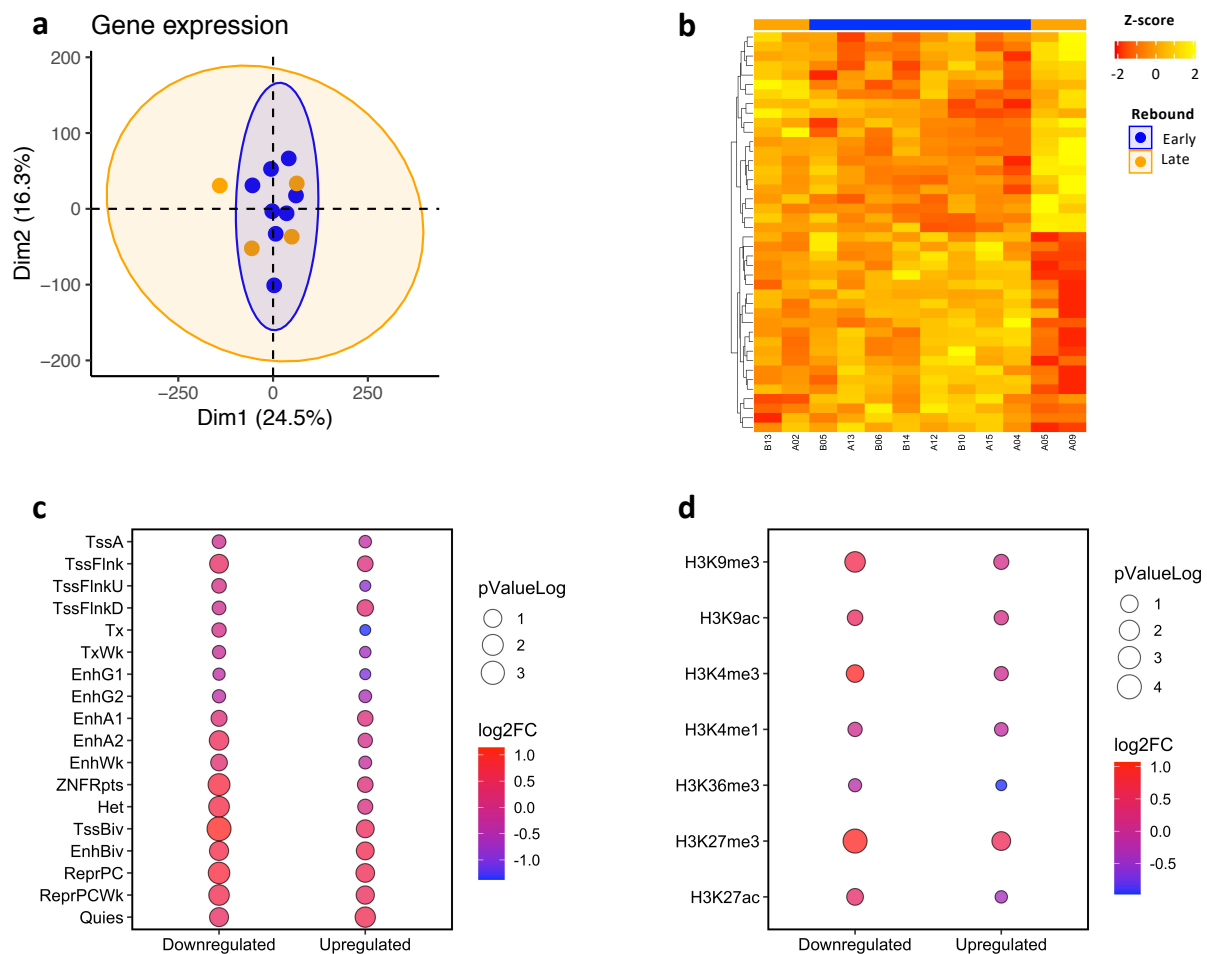 a
Gene expression
200
100
0
−100
−200
Dim2 (16.3%)
−250
0
250
Dim1 (24.5%)
b
B13
A02
B05
A13
B06
B14
A12
B10
A15
A04
A05
A09
Z-score
-2 0 2
Rebound
Early
Late
c
TssA
TssFlnk
TssFlnkU
TssFlnkD
Tx
TxWk
EnhG1
EnhG2
EnhA1
EnhA2
EnhWk
ZNFRpts
Het
TssBiv
EnhBiv
ReprPC
ReprPCWk
Quies
Downregulated Upregulated
pValueLog
1
2
3
log2FC
1.0
0.5
0.0
-0.5
-1.0
d
H3K9me3
H3K9ac
H3K4me3
H3K4me1
H3K36me3
H3K27me3
H3K27ac
Downregulated Upregulated
pValueLog
1
2
3
4
log2FC
1.0
0.5
0.0
-0.5